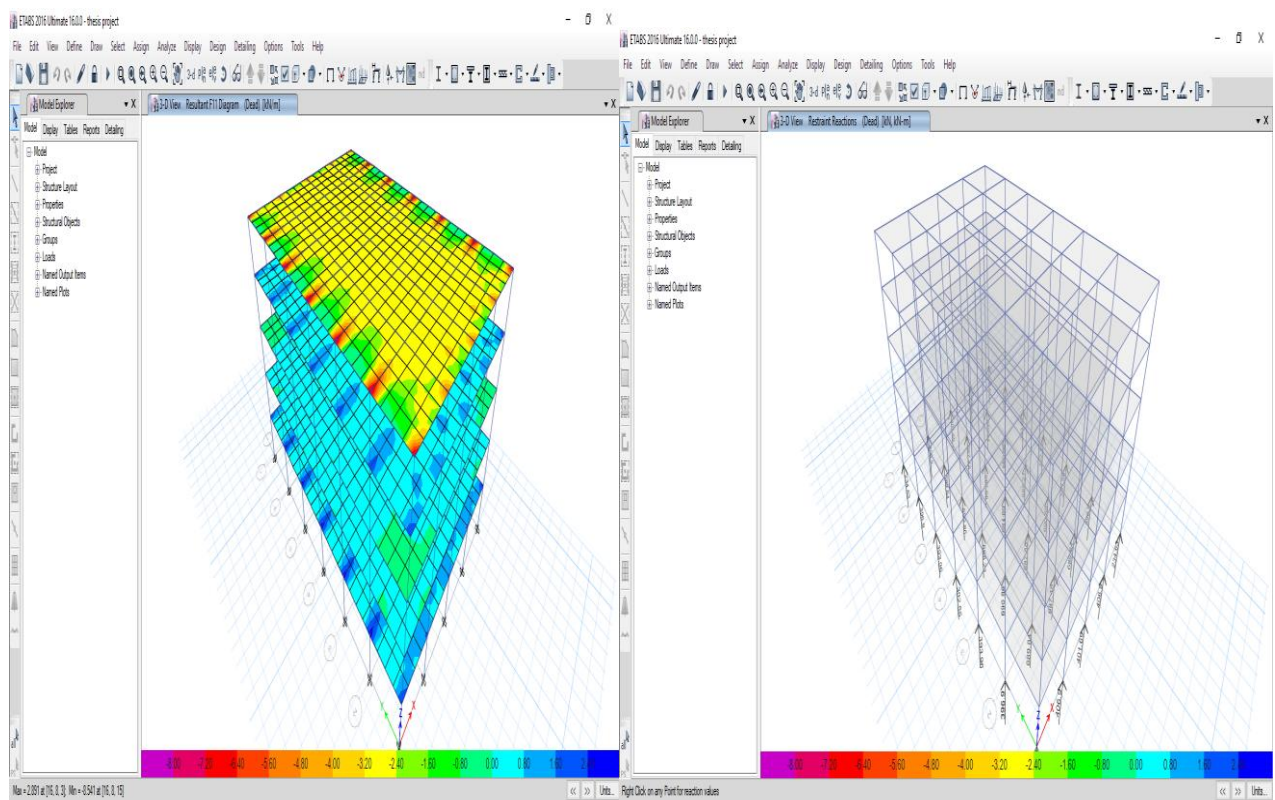 ETABS 2016 Ultimate 16.0.0 - thesis project
File Edit View Define Draw Select Assign Analyze Display Design Detailing Options Tools Help
Model Explorer
3-D View Resultant F11 Diagram (Dead) [kN/m]
Model Display Tables Reports Detailing
Model
Project
Structure Layout
Properties
Structural Objects
Groups
Loads
Named Output Items
Named Plots
X
Y
Z
-8.00 -7.20 -6.40 -5.60 -4.80 -4.00 -3.20 -2.40 -1.60 -0.80 0.00 0.80 1.60
Max = 2.851 at [16, 8, 3]; Min = -8.541 at [16, 8, 15]
Units...
ETABS 2016 Ultimate 16.0.0 - thesis project
File Edit View Define Draw Select Assign Analyze Display Design Detailing Options Tools Help
Model Explorer
3-D View Restraint Reactions (Dead) [kN, kN-m]
Model Display Tables Reports Detailing
Model
Project
Structure Layout
Properties
Structural Objects
Groups
Loads
Named Output Items
Named Plots
X
Y
Z
-8.00 -7.20 -6.40 -5.60 -4.80 -4.00 -3.20 -2.40 -1.60 -0.80 0.00 0.80 1.60
Right Click on any Point for reaction values
Units...